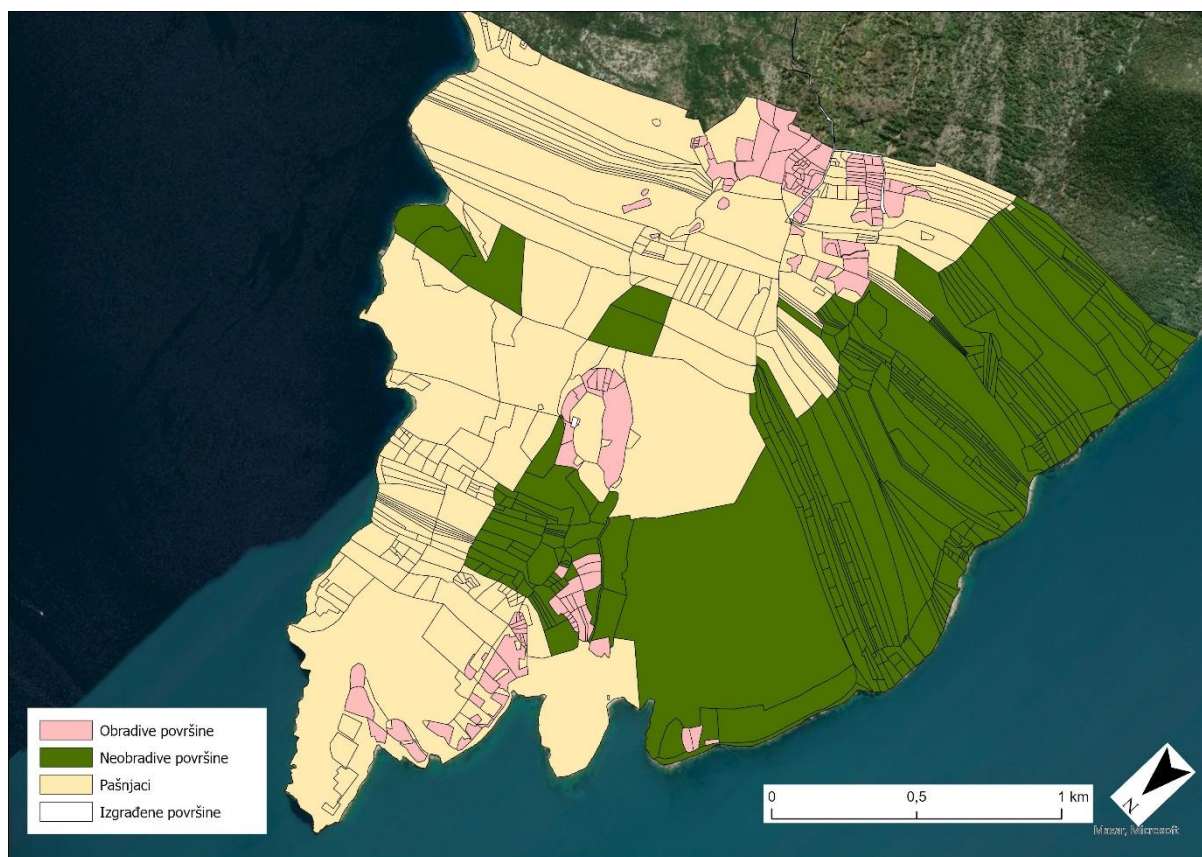 Obradive površine
Neobradive površine
Pašnjaci
Izgrađene površine
0 0,5 1 km
N
Maxar, Microsoft